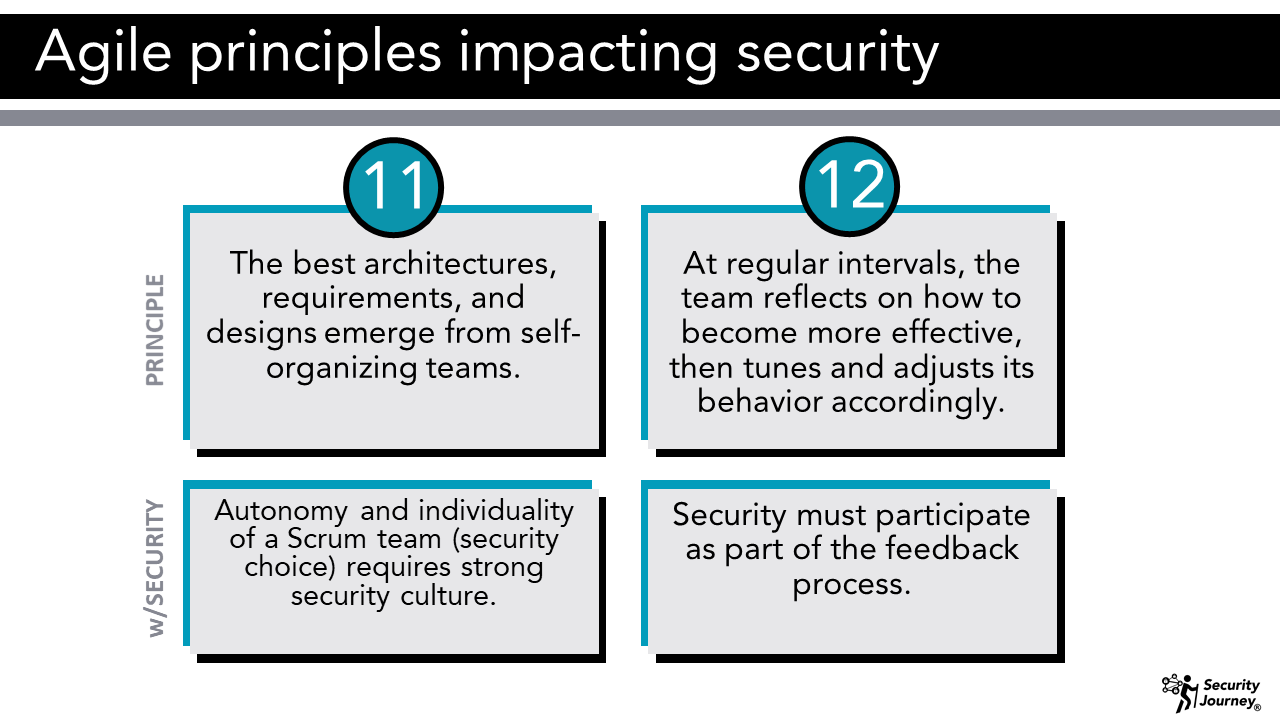 Agile principles impacting security
11
12
PRINCIPLE
The best architectures,
requirements, and
designs emerge from self-
organizing teams.
At regular intervals, the
team reflects on how to
become more effective,
then tunes and adjusts its
behavior accordingly.
w/SECURITY
Autonomy and individuality
of a Scrum team (security
choice) requires strong
security culture.
Security must participate
as part of the feedback
process.
Security
Journey®